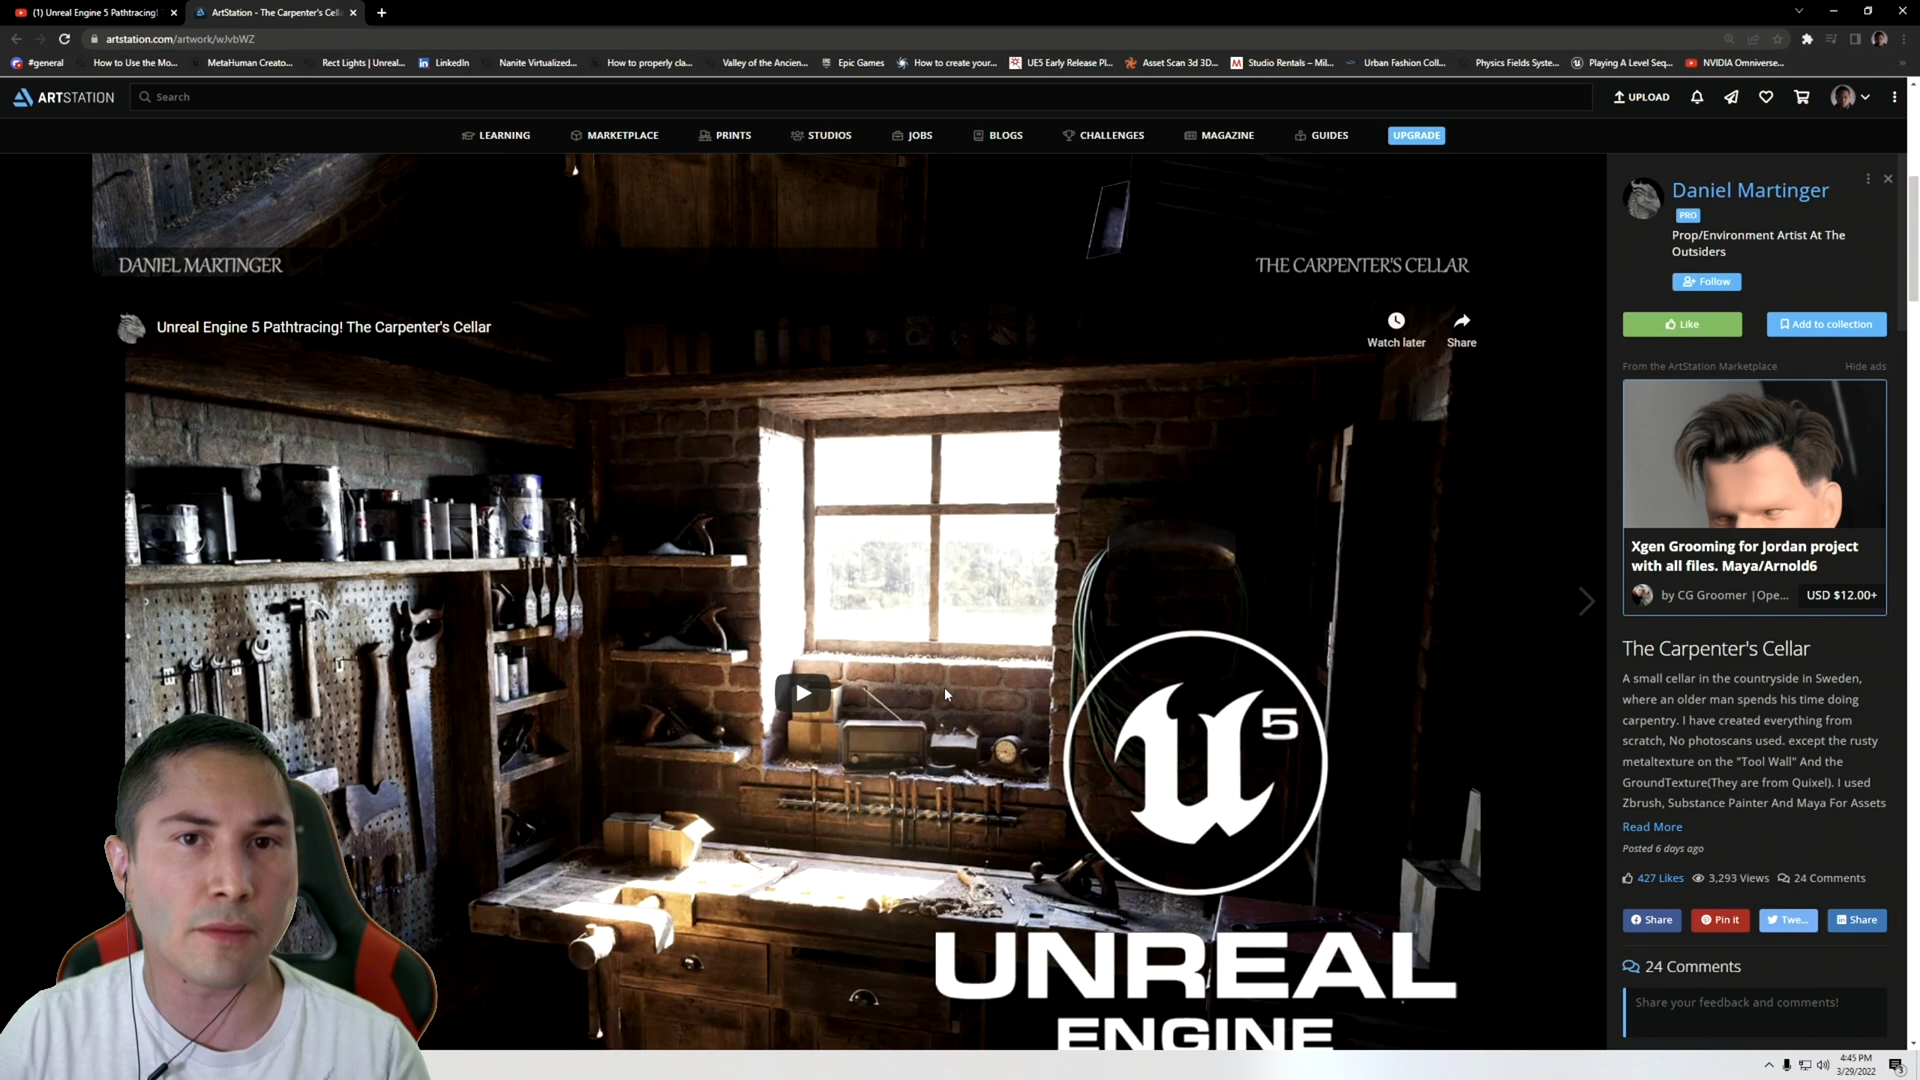 (1) Unreal Engine 5 Pathtracing!
ArtStation - The Carpenter's Cell
artstation.com/artwork/wJvbWZ
#general
How to Use the Mo...
MetaHuman Creato...
Rect Lights | Unreal...
LinkedIn
Nanite Virtualized...
How to properly cla...
Valley of the Ancien...
Epic Games
How to create your...
UE5 Early Release Pl...
Asset Scan 3d 3D...
Studio Rentals – Mil...
Urban Fashion Coll...
Physics Fields Syste...
Playing A Level Seq...
NVIDIA Omniverse...
ARTSTATION
Search
UPLOAD
LEARNING
MARKETPLACE
PRINTS
STUDIOS
JOBS
BLOGS
CHALLENGES
MAGAZINE
GUIDES
UPGRADE
DANIEL MARTINGER
THE CARPENTER'S CELLAR
Unreal Engine 5 Pathtracing! The Carpenter's Cellar
Watch later
Share
U 5
UNREAL
ENGINE
Daniel Martinger
PRO
Prop/Environment Artist At The
Outsiders
Follow
Like
Add to collection
From the ArtStation Marketplace
Hide ads
Xgen Grooming for Jordan project
with all files. Maya/Arnold6
by CG Groomer |Ope...
USD $12.00+
The Carpenter's Cellar
A small cellar in the countryside in Sweden,
where an older man spends his time doing
carpentry. I have created everything from
scratch, No photoscans used. except the rusty
metaltexture on the "Tool Wall" And the
GroundTexture(They are from Quixel). I used
Zbrush, Substance Painter And Maya For Assets
Read More
Posted 6 days ago
427 Likes
3,293 Views
24 Comments
Share
Pin it
Twe...
Share
24 Comments
Share your feedback and comments!
4:45 PM
3/29/2022
3